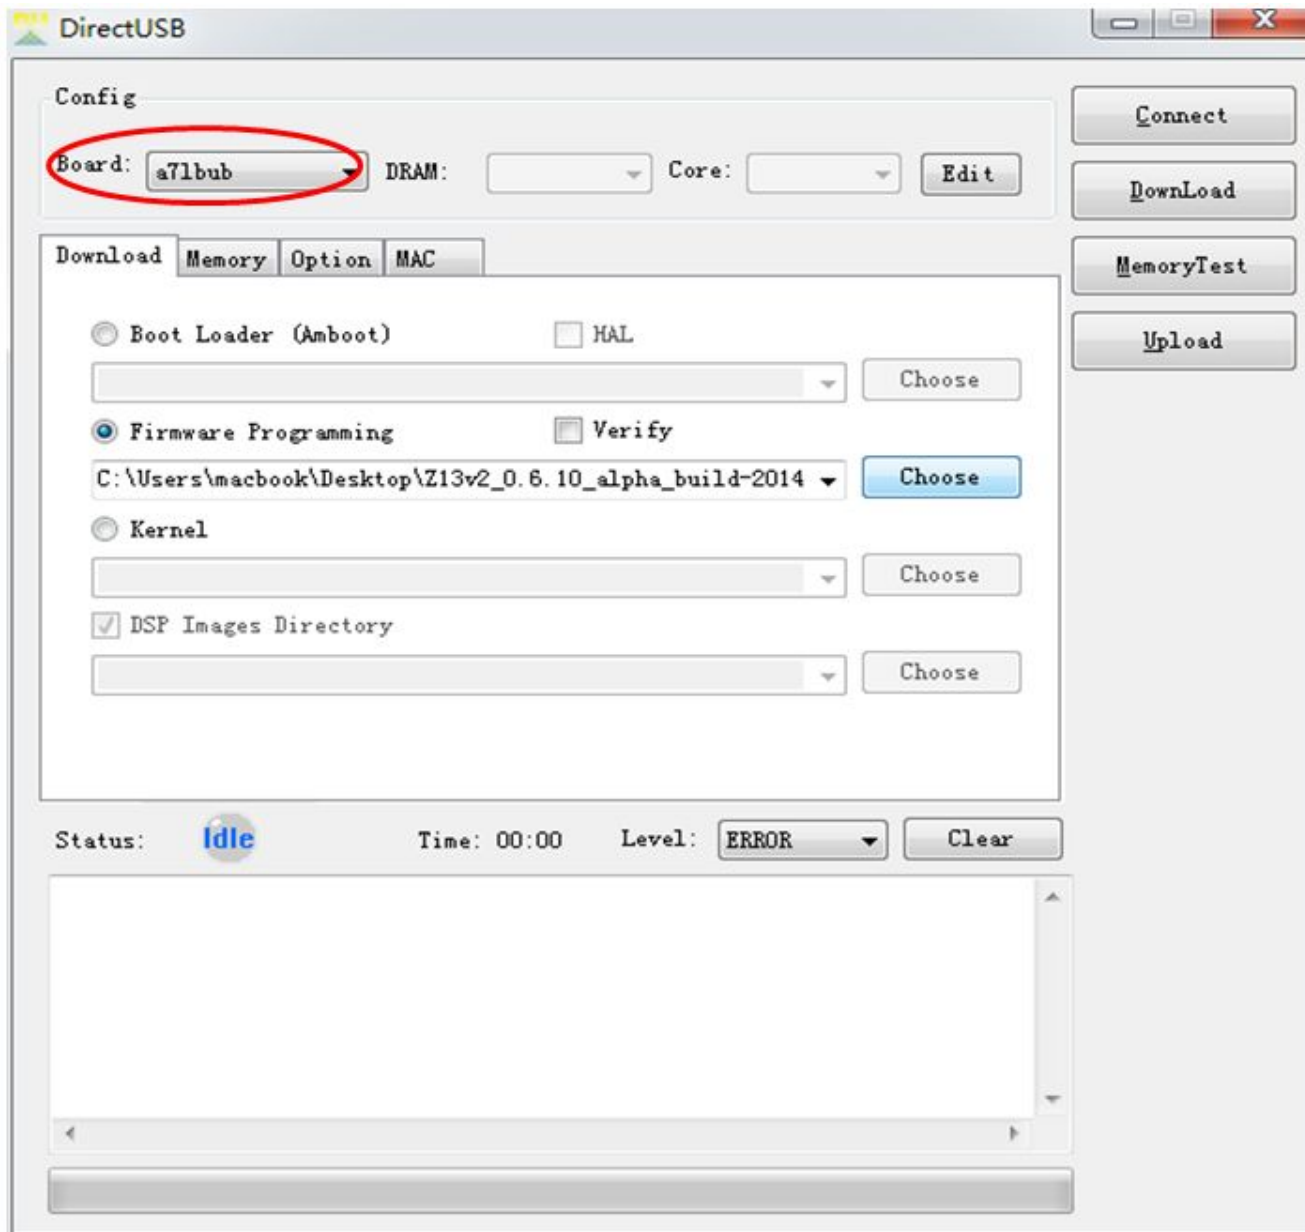 DirectUSB
Config
Board: a7lbub DRAM: Core: Edit
Connect
DownLoad
MemoryTest
Upload
Download Memory Option MAC
Boot Loader (Amboot) HAL
Choose
Firmware Programming Verify
C:\Users\macbook\Desktop\Z13v2_0.6.10_alpha_build-2014 Choose
Kernel
Choose
DSP Images Directory
Choose
Status: Idle Time: 00:00 Level: ERROR Clear